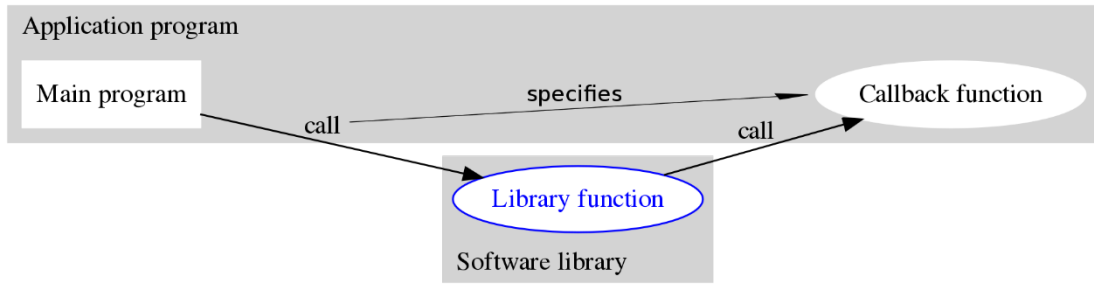 Application program
Main program
specifies
Callback function
call
call
Library function
Software library